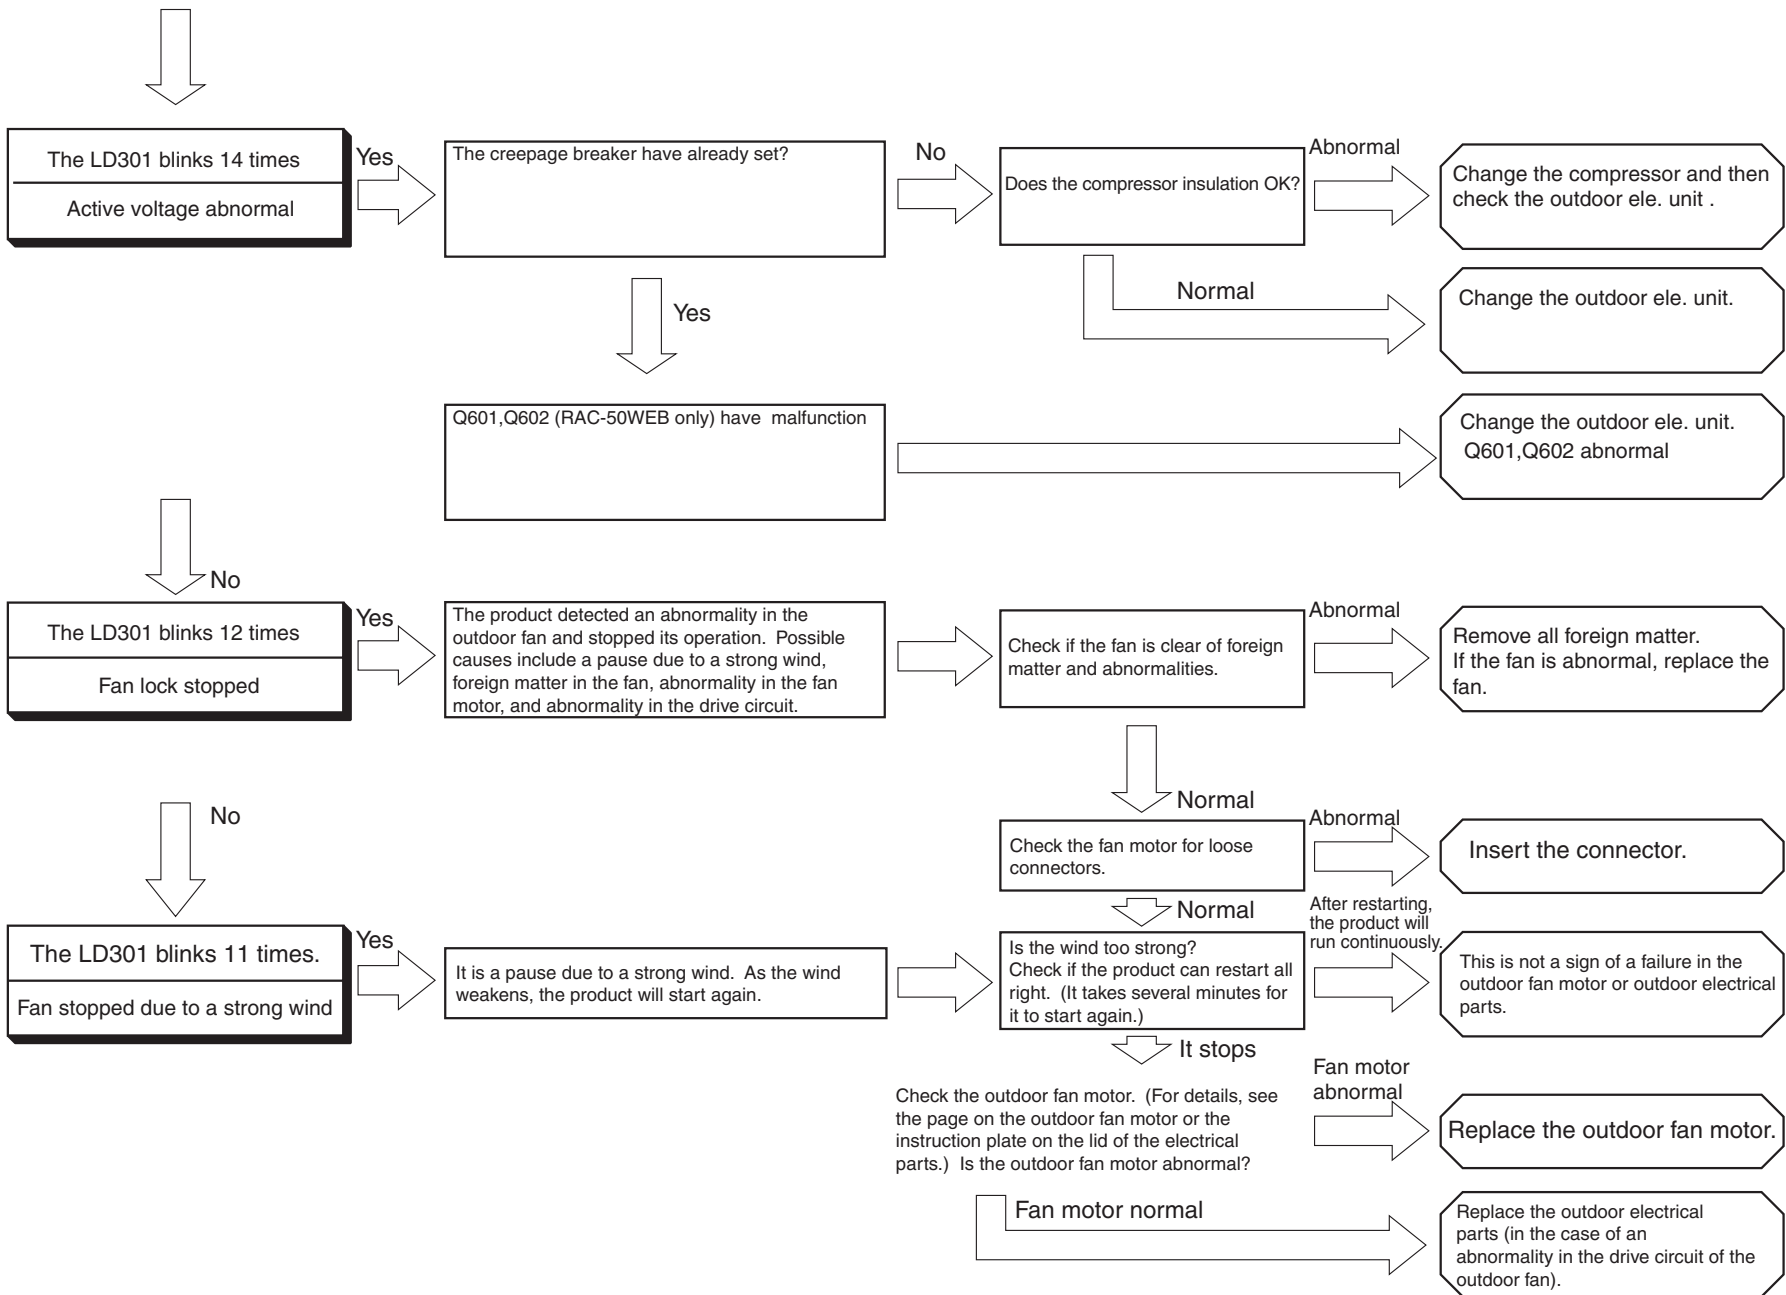 The LD301 blinks 14 times
Active voltage abnormal
Yes
The creepage breaker have already set?
No
Does the compressor insulation OK?
Abnormal
Change the compressor and then
check the outdoor ele. unit .
Normal
Change the outdoor ele. unit.
Yes
Q601,Q602 (RAC-50WEB only) have malfunction
Change the outdoor ele. unit.
Q601,Q602 abnormal
No
The LD301 blinks 12 times
Fan lock stopped
Yes
The product detected an abnormality in the
outdoor fan and stopped its operation. Possible
causes include a pause due to a strong wind,
foreign matter in the fan, abnormality in the fan
motor, and abnormality in the drive circuit.
Check if the fan is clear of foreign
matter and abnormalities.
Abnormal
Remove all foreign matter.
If the fan is abnormal, replace the
fan.
Normal
Check the fan motor for loose
connectors.
Abnormal
Insert the connector.
Normal
No
The LD301 blinks 11 times.
Fan stopped due to a strong wind
Yes
It is a pause due to a strong wind. As the wind
weakens, the product will start again.
Is the wind too strong?
Check if the product can restart all
right. (It takes several minutes for
it to start again.)
After restarting,
the product will
run continuously.
This is not a sign of a failure in the
outdoor fan motor or outdoor electrical
parts.
It stops
Check the outdoor fan motor. (For details, see
the page on the outdoor fan motor or the
instruction plate on the lid of the electrical
parts.) Is the outdoor fan motor abnormal?
Fan motor
abnormal
Replace the outdoor fan motor.
Fan motor normal
Replace the outdoor electrical
parts (in the case of an
abnormality in the drive circuit of the
outdoor fan).